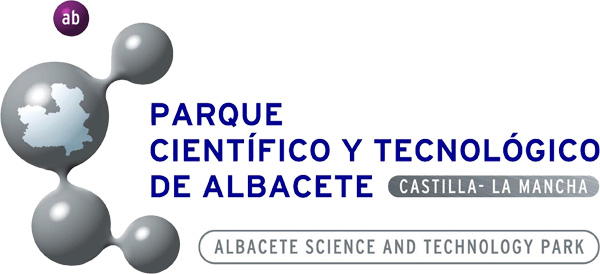 ab
PARQUE
CIENTÍFICO Y TECNOLÓGICO
DE ALBACETE CASTILLA- LA MANCHA
ALBACETE SCIENCE AND TECHNOLOGY PARK